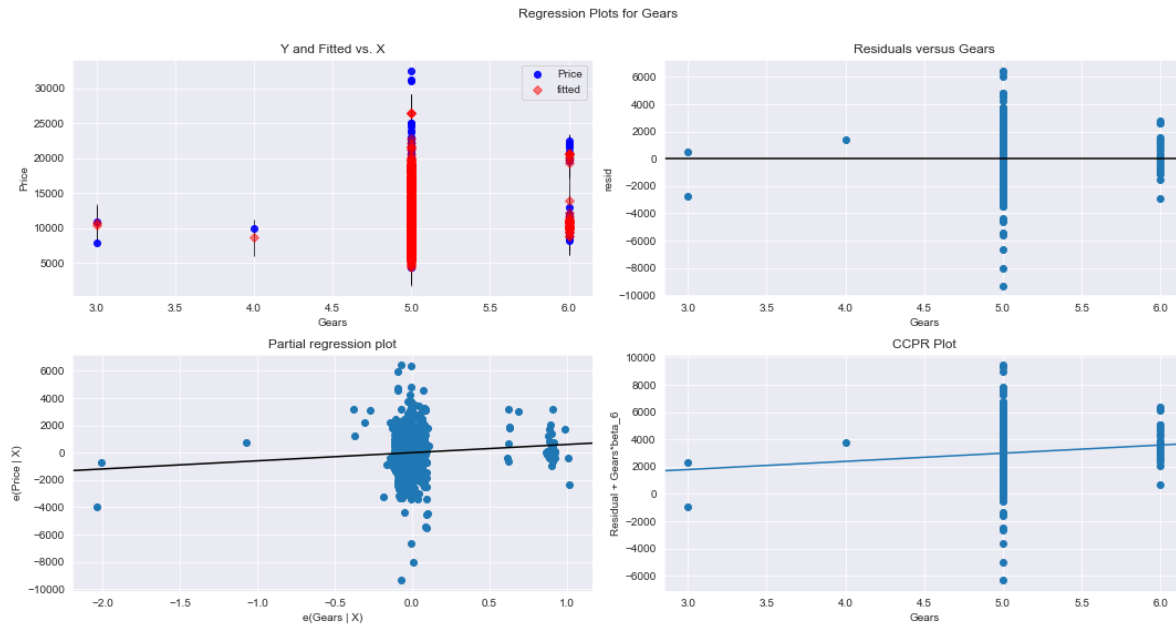 Regression Plots for Gears
Y and Fitted vs. X
Price
30000
25000
20000
15000
10000
5000
Price
fitted
3.0 3.5 4.0 4.5 5.0 5.5 6.0
Gears
Residuals versus Gears
resid
6000
4000
2000
0
−2000
−4000
−6000
−8000
−10000
3.0 3.5 4.0 4.5 5.0 5.5 6.0
Gears
Partial regression plot
e(Price | X)
6000
4000
2000
0
−2000
−4000
−6000
−8000
−10000
−2.0 −1.5 −1.0 −0.5 0.0 0.5 1.0
e(Gears | X)
CCPR Plot
Residual + Gears*beta_6
10000
8000
6000
4000
2000
0
−2000
−4000
−6000
3.0 3.5 4.0 4.5 5.0 5.5 6.0
Gears